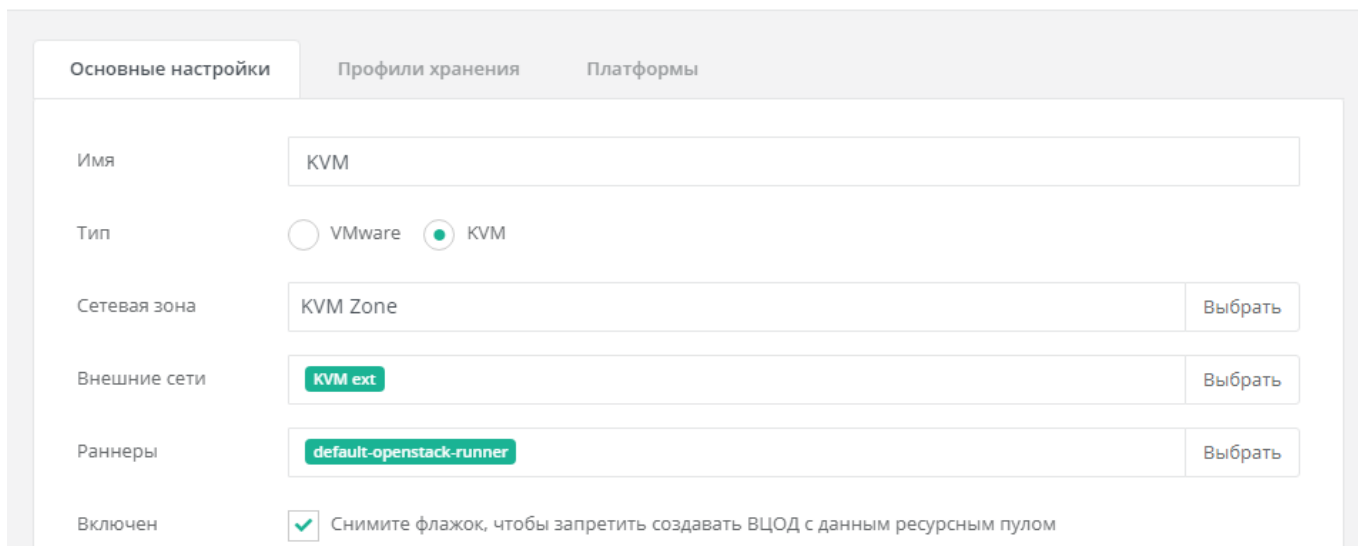 Основные настройки Профили хранения Платформы
Имя KVM
Тип VMware KVM
Сетевая зона KVM Zone Выбрать
Внешние сети KVM ext Выбрать
Раннеры default-openstack-runner Выбрать
Включен Снимите флажок, чтобы запретить создавать ВЦОД с данным ресурсным пулом